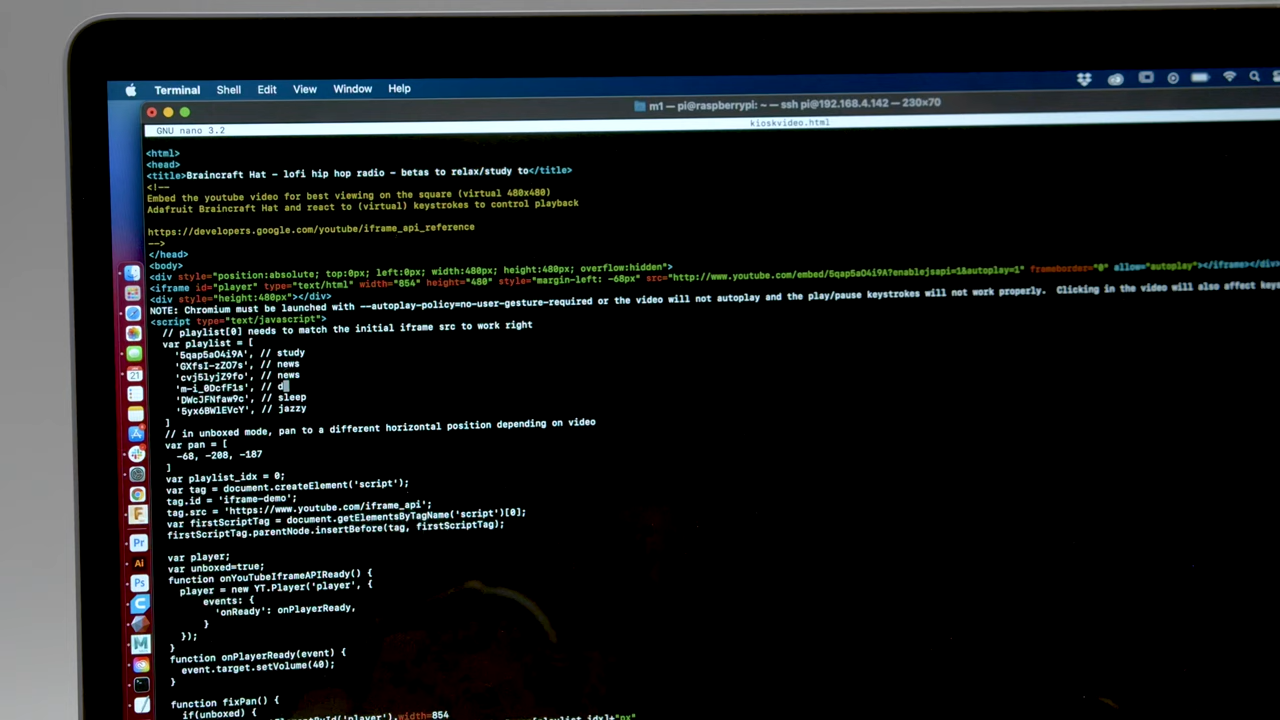 Terminal Shell Edit View Window Help
m1 — pi@raspberrypi: ~ — ssh pi@192.168.4.142 — 230×70
GNU nano 3.2 kioskvideo.html
<html>
<head>
<title>Braincraft Hat - lofi hip hop radio - betas to relax/study to</title>
<!--
Embed the youtube video for best viewing on the square (virtual 480x480)
Adafruit Braincraft Hat and react to (virtual) keystrokes to control playback
https://developers.google.com/youtube/iframe_api_reference
-->
</head>
<body>
<div style="position:absolute; top:0px; left:0px; width:480px; height:480px; overflow:hidden">
<iframe id="player" type="text/html" width="854" height="480" style="margin-left: -68px" src="http://www.youtube.com/embed/5qap5aO4i9A?enablejsapi=1&autoplay=1" frameborder="0" allow="autoplay"></iframe></div>
<div style="height:480px"></div>
NOTE: Chromium must be launched with --autoplay-policy=no-user-gesture-required or the video will not autoplay and the play/pause keystrokes will not work properly. Clicking in the video will also affect
<script type="text/javascript">
// playlist[0] needs to match the initial iframe src to work right
var playlist = [
'5qap5aO4i9A', // study
'GXfsI-zZO7s', // news
'cvj5lyjZ9fo', // news
'm-i_0DcfF1s', // d
'DWcJFNfaw9c', // sleep
'5yx6BWlEVcY', // jazzy
]
// in unboxed mode, pan to a different horizontal position depending on video
var pan = [
-68, -208, -187
]
var playlist_idx = 0;
var tag = document.createElement('script');
tag.id = 'iframe-demo';
tag.src = 'https://www.youtube.com/iframe_api';
var firstScriptTag = document.getElementsByTagName('script')[0];
firstScriptTag.parentNode.insertBefore(tag, firstScriptTag);
var player;
var unboxed=true;
function onYouTubeIframeAPIReady() {
player = new YT.Player('player', {
events: {
'onReady': onPlayerReady,
}
});
}
function onPlayerReady(event) {
event.target.setVolume(40);
}
function fixPan() {
if(unboxed) {
21
Pr
Ai
Ps